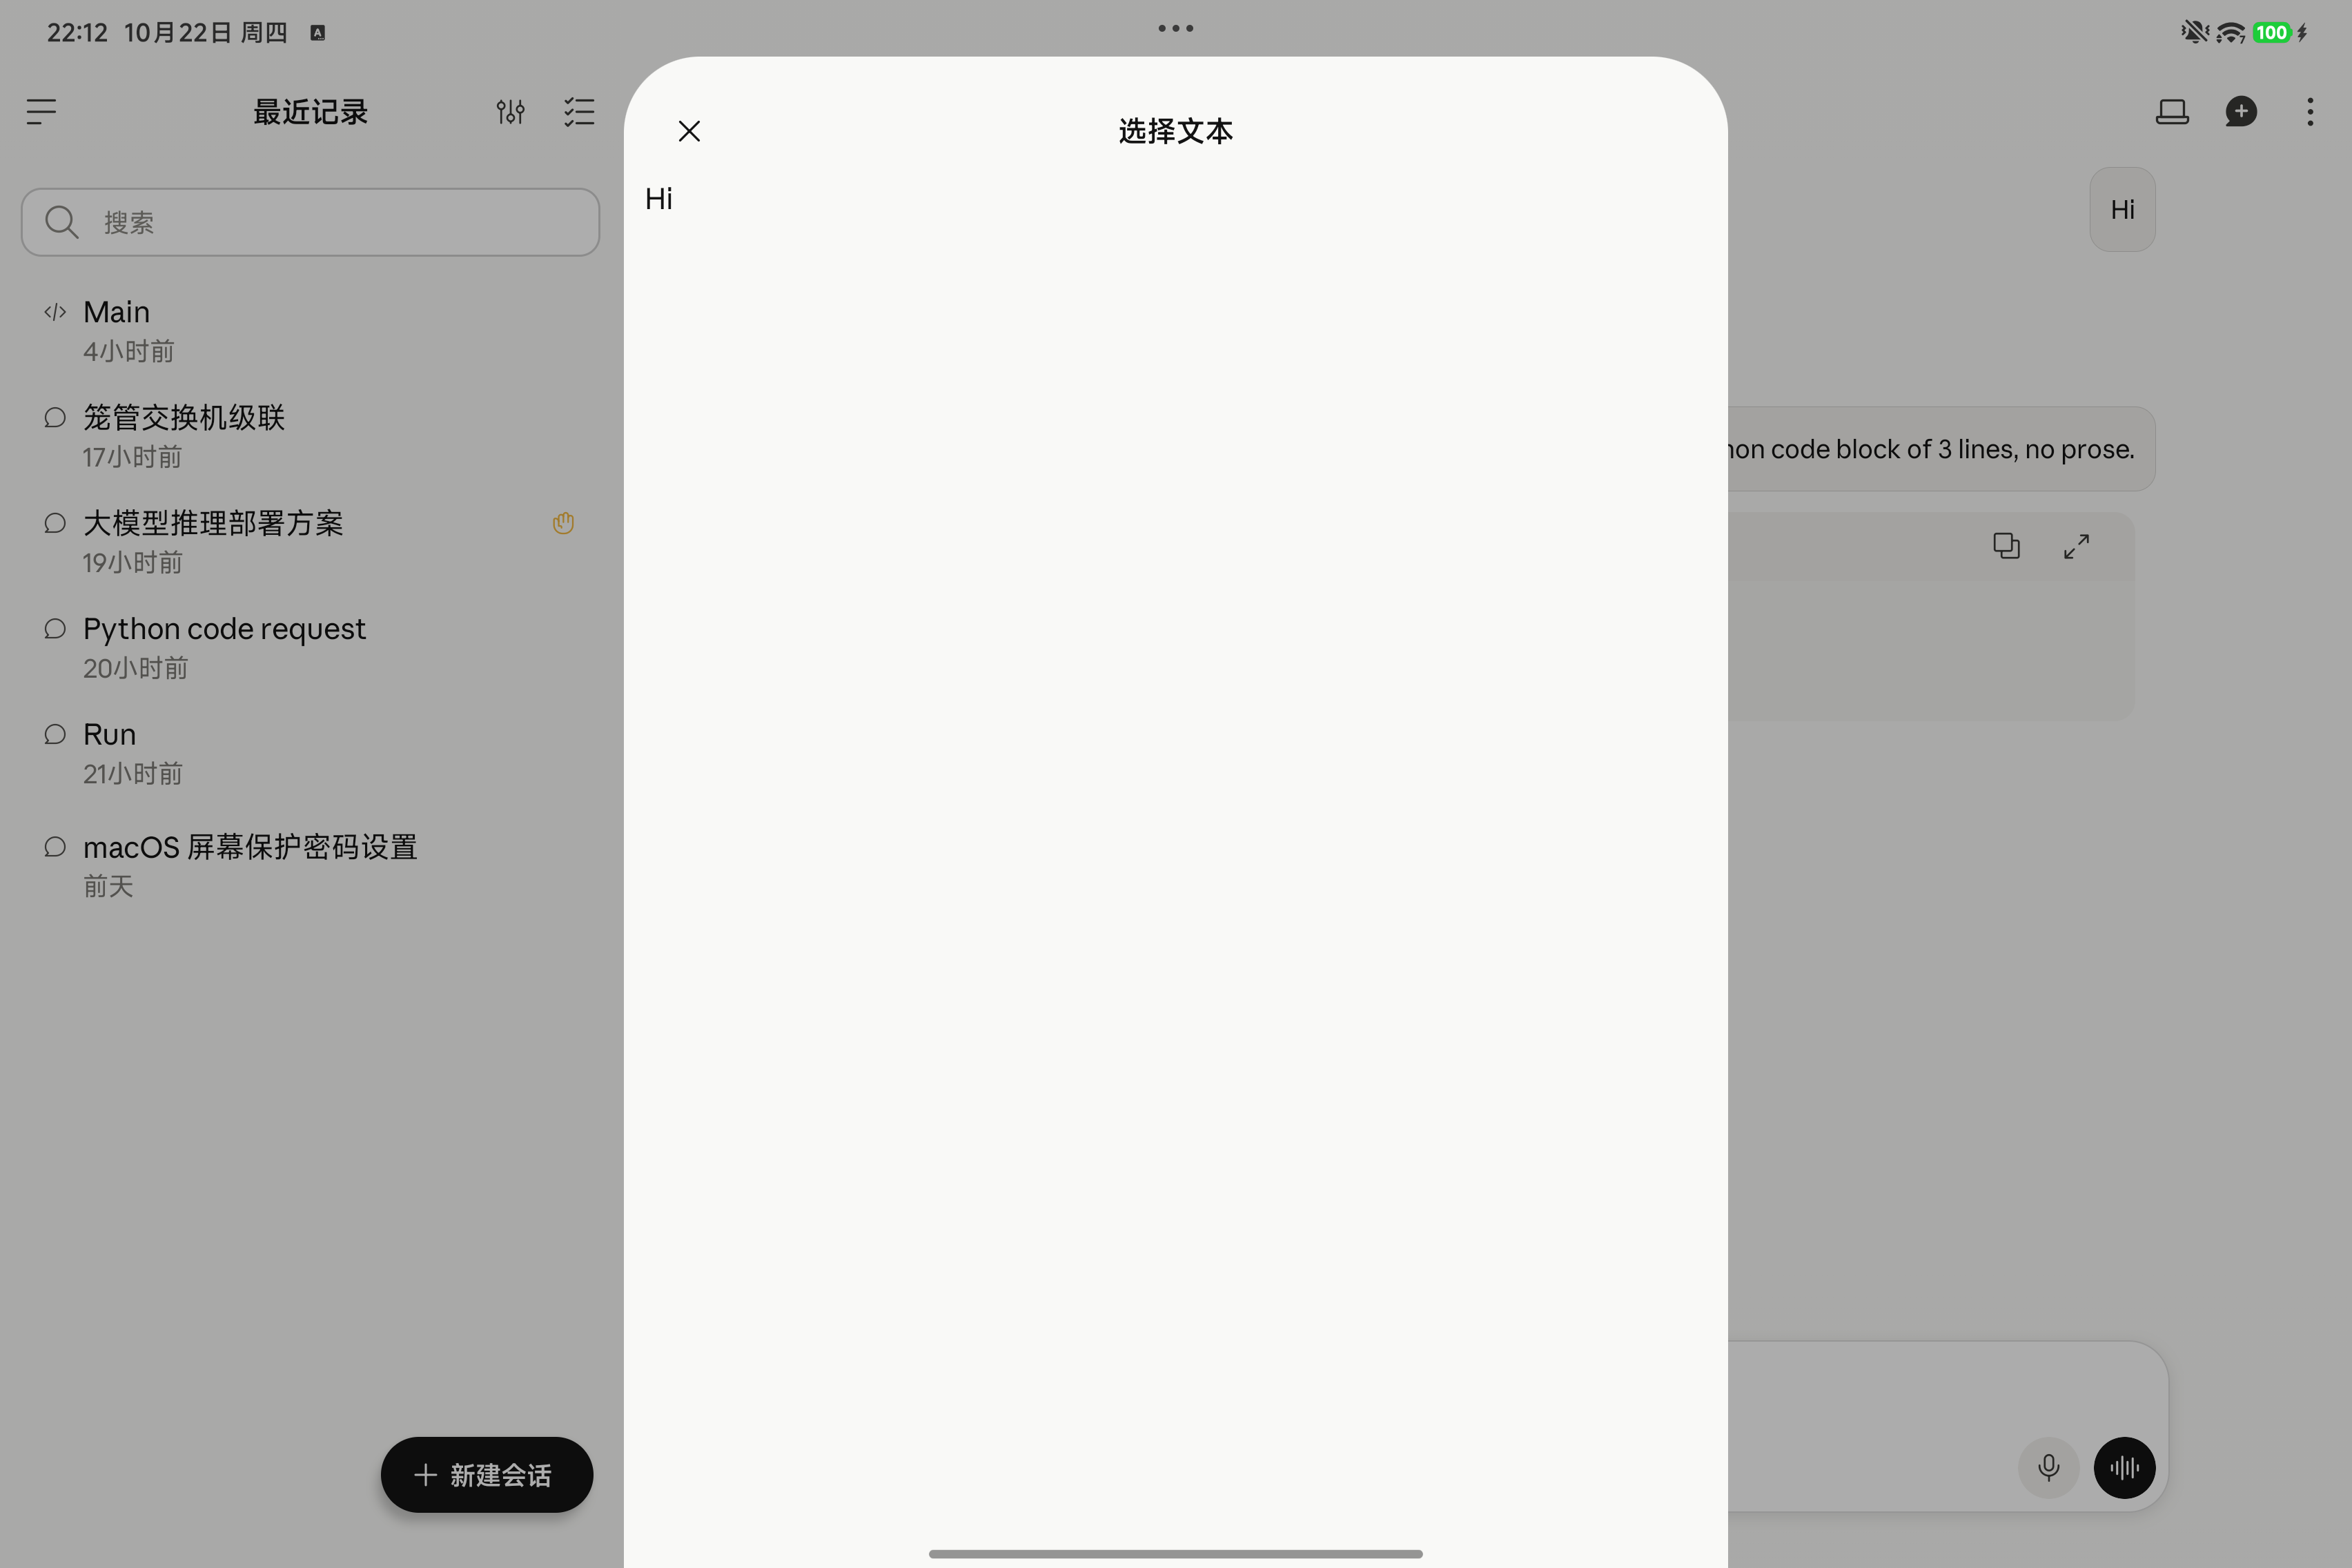 22:12 10月22日 周四
100
最近记录
搜索
Main
4小时前
笼管交换机级联
17小时前
大模型推理部署方案
19小时前
Python code request
20小时前
Run
21小时前
macOS 屏幕保护密码设置
前天
新建会话
选择文本
Hi
Hi
code block of 3 lines, no prose.